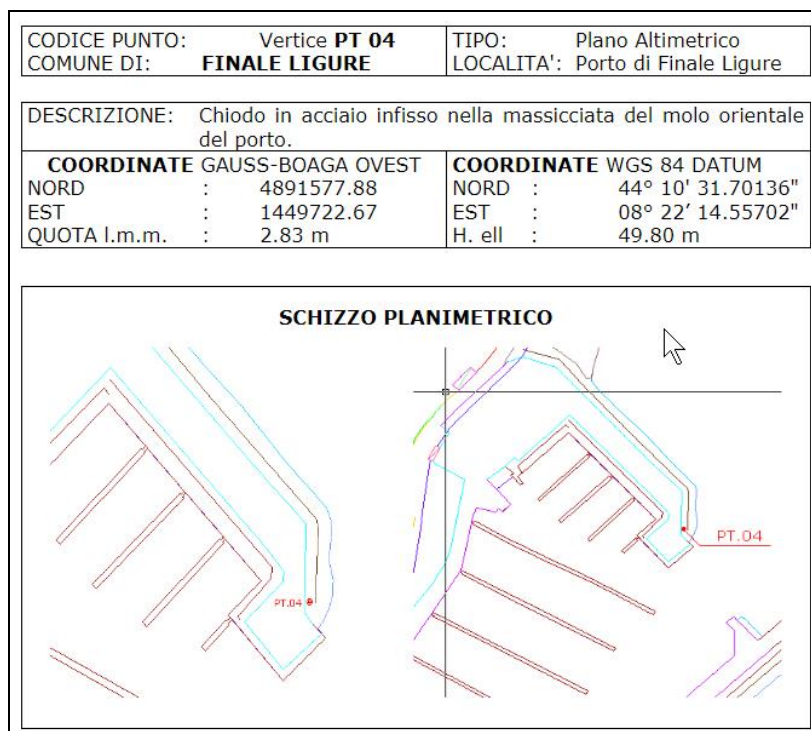 CODICE PUNTO: Vertice PT 04
COMUNE DI: FINALE LIGURE
TIPO: Plano Altimetrico
LOCALITA': Porto di Finale Ligure
DESCRIZIONE: Chiodo in acciaio infisso nella massicciata del molo orientale
del porto.
COORDINATE GAUSS-BOAGA OVEST
NORD : 4891577.88
EST : 1449722.67
QUOTA l.m.m. : 2.83 m
COORDINATE WGS 84 DATUM
NORD : 44° 10' 31.70136"
EST : 08° 22’ 14.55702"
H. ell : 49.80 m
SCHIZZO PLANIMETRICO
PT.04
PT.04